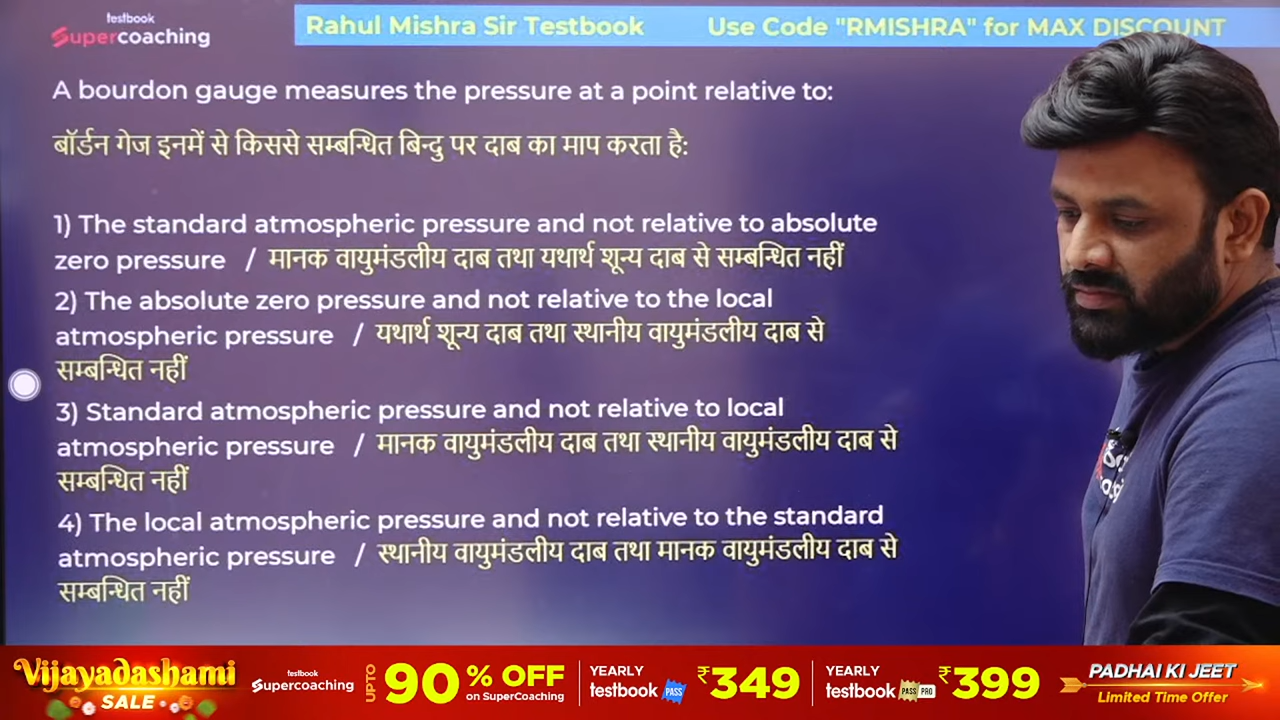 testbook
Supercoaching
Rahul Mishra Sir Testbook
Use Code "RMISHRA" for MAX DISCOUNT
A bourdon gauge measures the pressure at a point relative to:
बॉर्डन गेज इनमें से किससे सम्बन्धित बिन्दु पर दाब का माप करता है:
1) The standard atmospheric pressure and not relative to absolute
zero pressure / मानक वायुमंडलीय दाब तथा यथार्थ शून्य दाब से सम्बन्धित नहीं
2) The absolute zero pressure and not relative to the local
atmospheric pressure / यथार्थ शून्य दाब तथा स्थानीय वायुमंडलीय दाब से
सम्बन्धित नहीं
3) Standard atmospheric pressure and not relative to local
atmospheric pressure / मानक वायुमंडलीय दाब तथा स्थानीय वायुमंडलीय दाब से
सम्बन्धित नहीं
4) The local atmospheric pressure and not relative to the standard
atmospheric pressure / स्थानीय वायुमंडलीय दाब तथा मानक वायुमंडलीय दाब से
सम्बन्धित नहीं
Vijayadashami
SALE
testbook
Supercoaching
UPTO
90% OFF
on SuperCoaching
YEARLY
testbook PASS
₹349
YEARLY
testbook PASS PRO
₹399
PADHAI KI JEET
Limited Time Offer